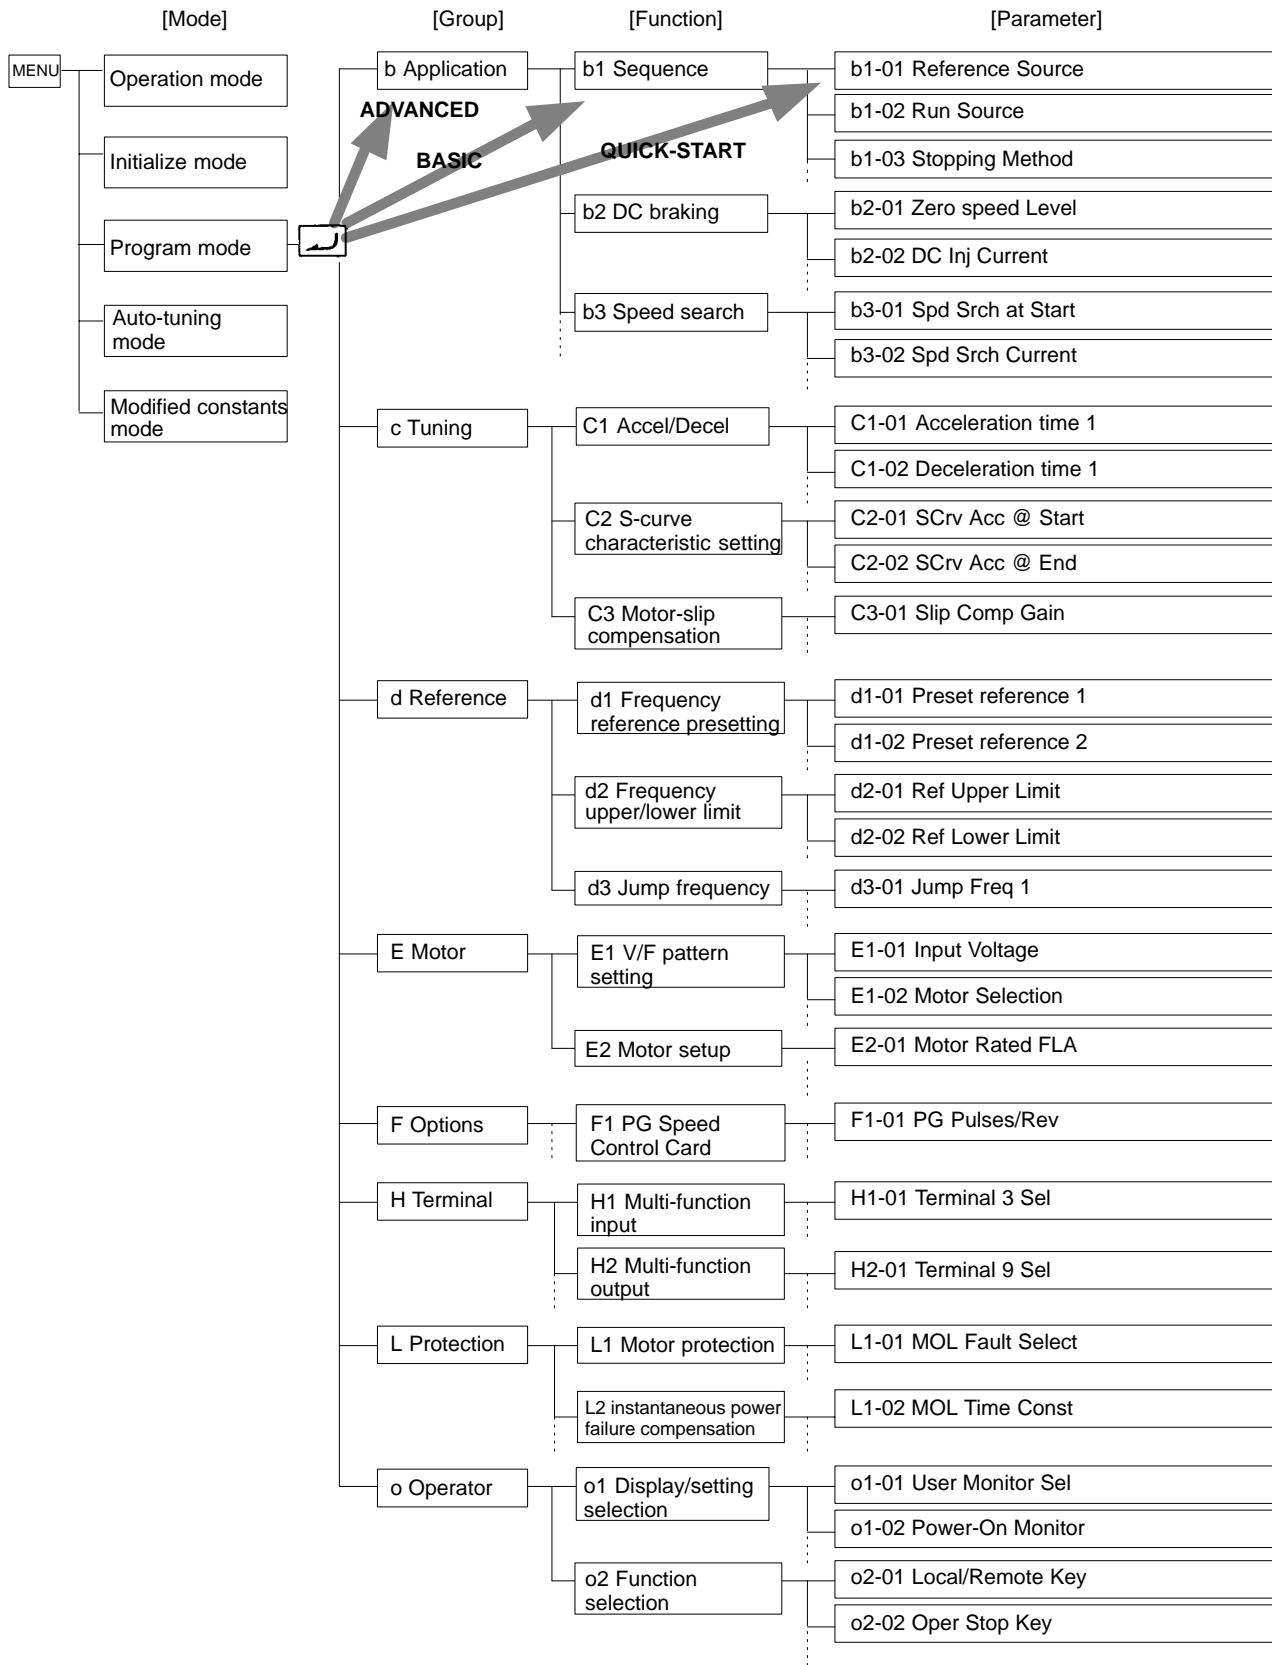 [Mode] [Group] [Function] [Parameter]
MENU
Operation mode
Initialize mode
Program mode
Auto-tuning
mode
Modified constants
mode
ADVANCED
BASIC
QUICK-START
b Application
b1 Sequence
b1-01 Reference Source
b1-02 Run Source
b1-03 Stopping Method
b2 DC braking
b2-01 Zero speed Level
b2-02 DC Inj Current
b3 Speed search
b3-01 Spd Srch at Start
b3-02 Spd Srch Current
c Tuning
C1 Accel/Decel
C1-01 Acceleration time 1
C1-02 Deceleration time 1
C2 S-curve
characteristic setting
C2-01 SCrv Acc @ Start
C2-02 SCrv Acc @ End
C3 Motor-slip
compensation
C3-01 Slip Comp Gain
d Reference
d1 Frequency
reference presetting
d1-01 Preset reference 1
d1-02 Preset reference 2
d2 Frequency
upper/lower limit
d2-01 Ref Upper Limit
d2-02 Ref Lower Limit
d3 Jump frequency
d3-01 Jump Freq 1
E Motor
E1 V/F pattern
setting
E1-01 Input Voltage
E1-02 Motor Selection
E2 Motor setup
E2-01 Motor Rated FLA
F Options
F1 PG Speed
Control Card
F1-01 PG Pulses/Rev
H Terminal
H1 Multi-function
input
H1-01 Terminal 3 Sel
H2 Multi-function
output
H2-01 Terminal 9 Sel
L Protection
L1 Motor protection
L1-01 MOL Fault Select
L2 instantaneous power
failure compensation
L1-02 MOL Time Const
o Operator
o1 Display/setting
selection
o1-01 User Monitor Sel
o1-02 Power-On Monitor
o2 Function
selection
o2-01 Local/Remote Key
o2-02 Oper Stop Key